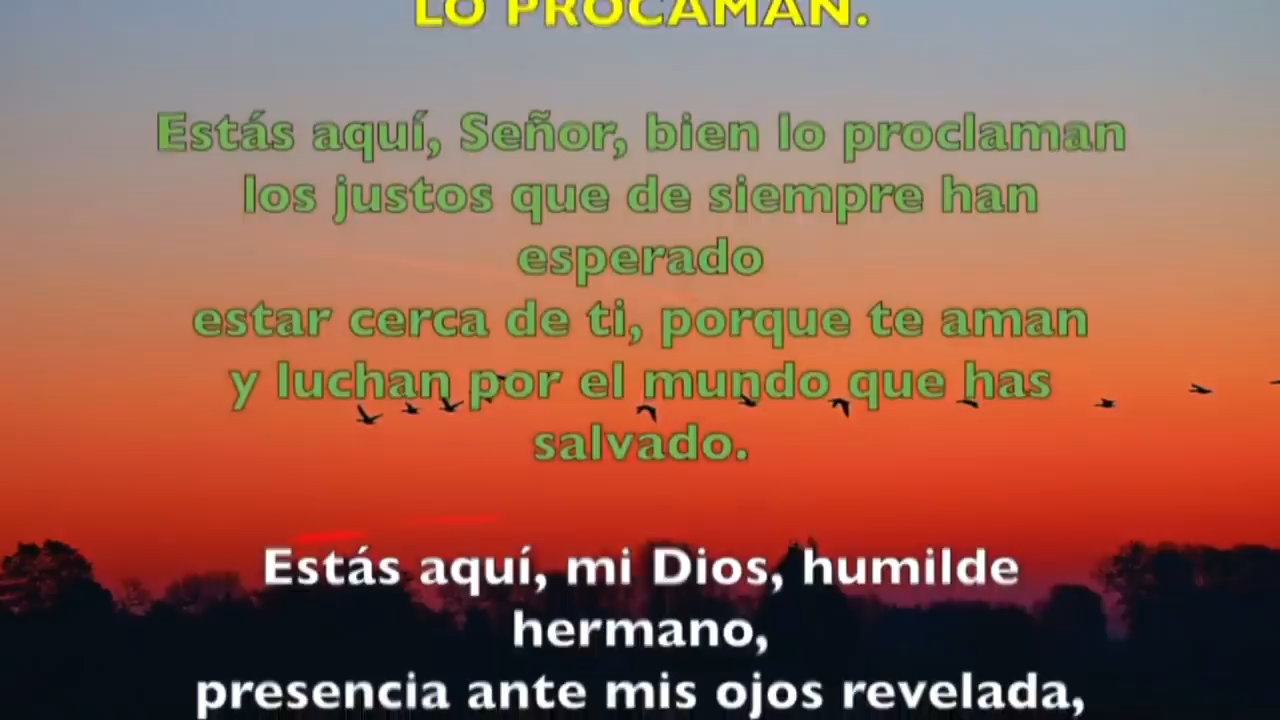 LO PROCAMAN.
Estás aquí, Señor, bien lo proclaman
los justos que de siempre han
esperado
estar cerca de ti, porque te aman
y luchan por el mundo que has
salvado.
Estás aquí, mi Dios, humilde
hermano,
presencia ante mis ojos revelada,